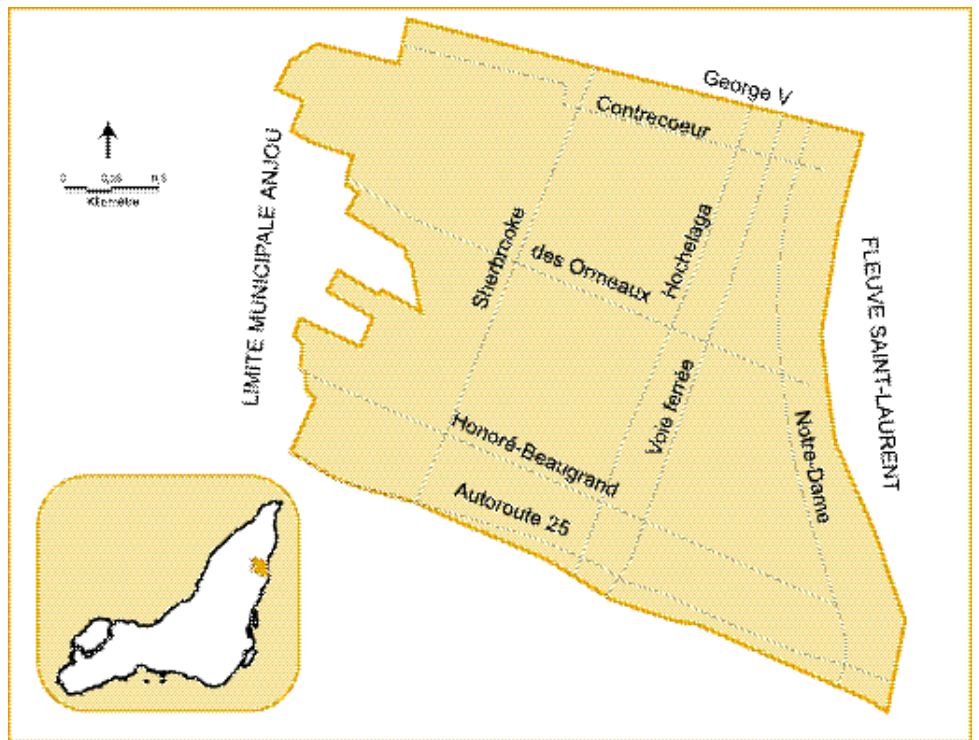 George V
Contrecoeur
LIMITE MUNICIPALE ANJOU
Kilomètre
Sherbrooke
des Ormeaux
Hochelaga
FLEUVE SAINT-LAURENT
Voie ferrée
Notre-Dame
Honoré-Beaugrand
Autoroute 25